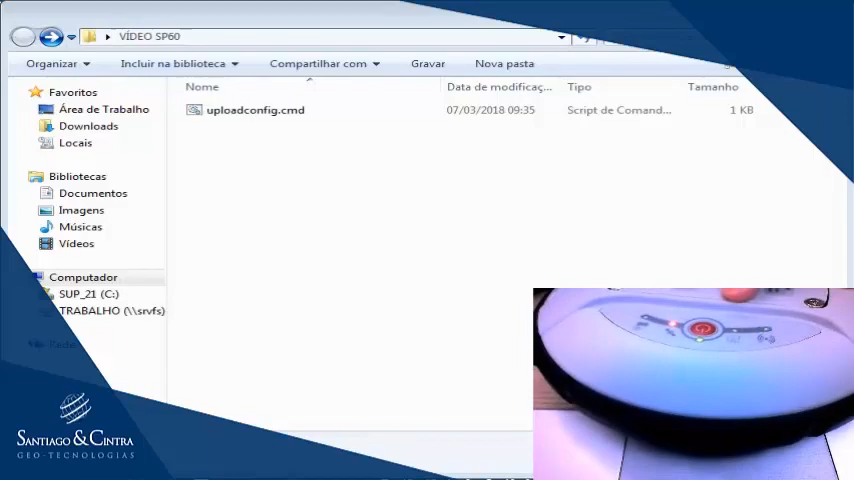 VÍDEO SP60
Organizar
Incluir na biblioteca
Compartilhar com
Gravar
Nova pasta
Nome
Data de modificaç...
Tipo
Tamanho
uploadconfig.cmd
07/03/2018 09:35
Script de Comand...
1 KB
Favoritos
Área de Trabalho
Downloads
Locais
Bibliotecas
Documentos
Imagens
Músicas
Vídeos
Computador
SUP_21 (C:)
TRABALHO (\\srvfs)
Rede
SANTIAGO & CINTRA
GEO-TECNOLOGIAS